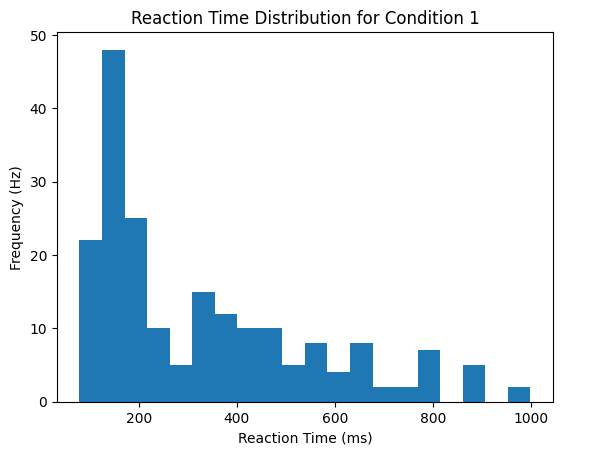 Reaction Time Distribution for Condition 1
50
40
30
20
10
0
Frequency (Hz)
200 400 600 800 1000
Reaction Time (ms)